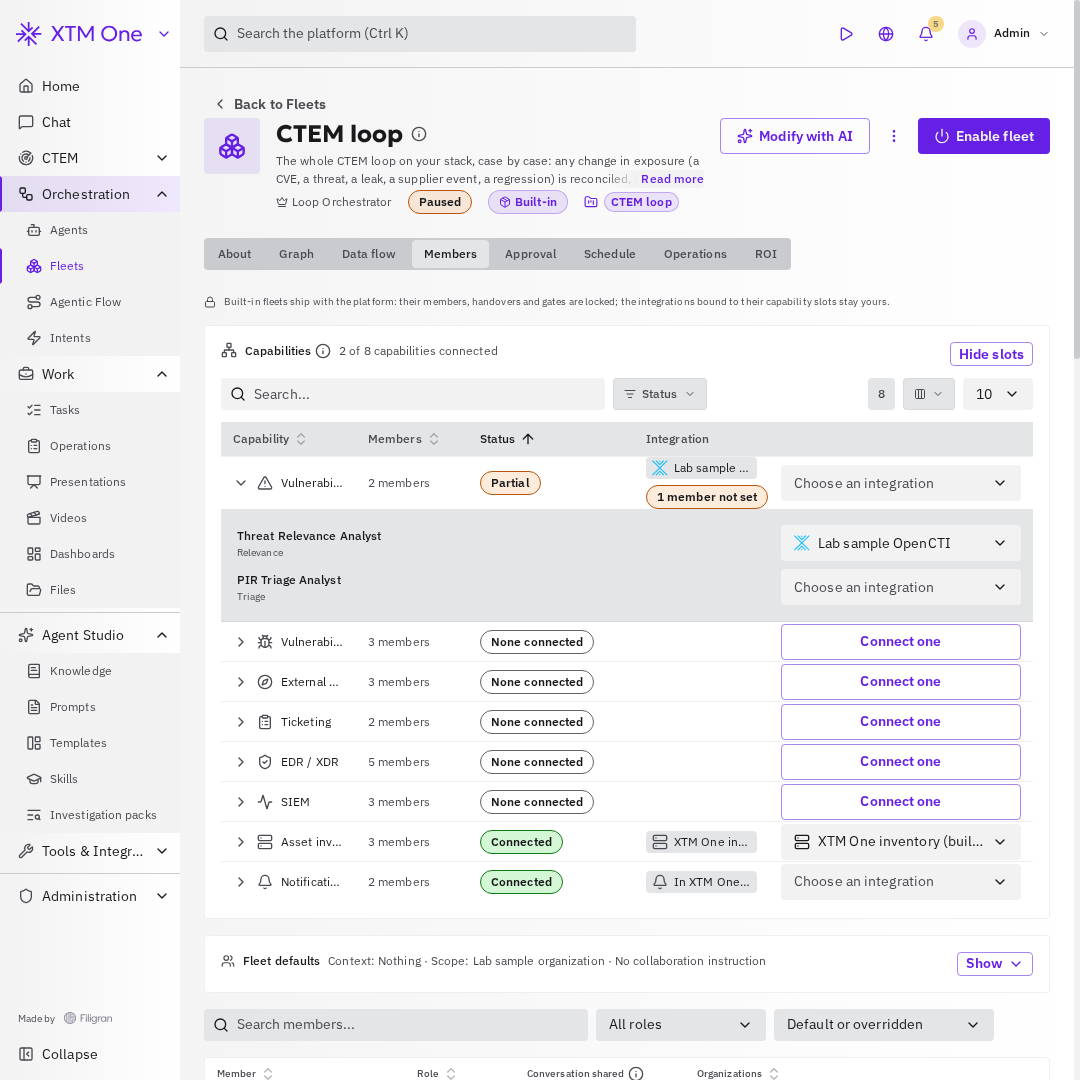 XTM One
Search the platform (Ctrl K)
5
Admin
Home
Chat
CTEM
Orchestration
Agents
Fleets
Agentic Flow
Intents
Work
Tasks
Operations
Presentations
Videos
Dashboards
Files
Agent Studio
Knowledge
Prompts
Templates
Skills
Investigation packs
Tools & Integr...
Administration
Made by Filigran
Collapse
Back to Fleets
CTEM loop
Modify with AI
Enable fleet
The whole CTEM loop on your stack, case by case: any change in exposure (a
CVE, a threat, a leak, a supplier event, a regression) is reconciled, Read more
Loop Orchestrator
Paused
Built-in
CTEM loop
About
Graph
Data flow
Members
Approval
Schedule
Operations
ROI
Built-in fleets ship with the platform: their members, handovers and gates are locked; the integrations bound to their capability slots stay yours.
Capabilities
2 of 8 capabilities connected
Hide slots
Search...
Status
8
10
Capability
Members
Status
Integration
Vulnerabi...
2 members
Partial
Lab sample ...
1 member not set
Choose an integration
Threat Relevance Analyst
Relevance
Lab sample OpenCTI
PIR Triage Analyst
Triage
Choose an integration
Vulnerabi...
3 members
None connected
Connect one
External ...
3 members
None connected
Connect one
Ticketing
2 members
None connected
Connect one
EDR / XDR
5 members
None connected
Connect one
SIEM
3 members
None connected
Connect one
Asset inv...
3 members
Connected
XTM One in...
XTM One inventory (buil...
Notificati...
2 members
Connected
In XTM One...
Choose an integration
Fleet defaults
Context: Nothing · Scope: Lab sample organization · No collaboration instruction
Show
Search members...
All roles
Default or overridden
Member
Role
Conversation shared
Organizations